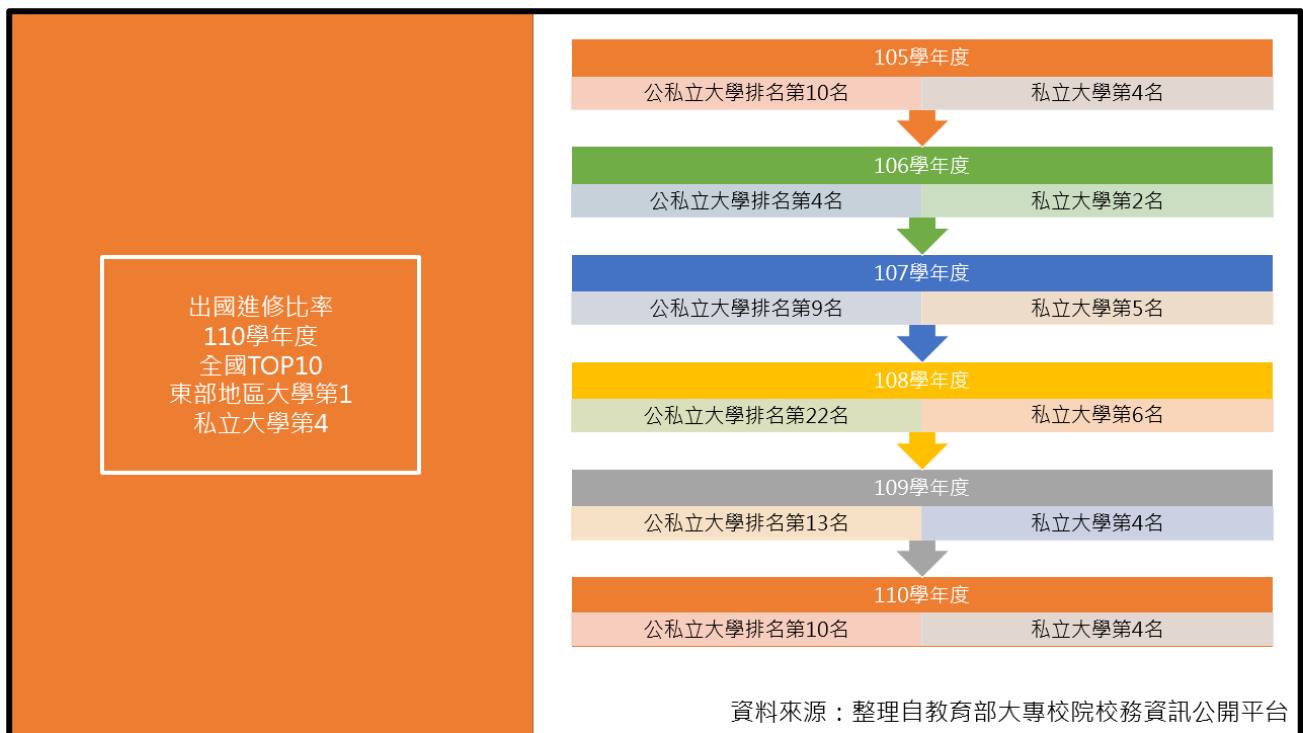 出國進修比率
110學年度
全國TOP10
東部地區大學第1
私立大學第4
105學年度
公私立大學排名第10名 私立大學第4名
106學年度
公私立大學排名第4名 私立大學第2名
107學年度
公私立大學排名第9名 私立大學第5名
108學年度
公私立大學排名第22名 私立大學第6名
109學年度
公私立大學排名第13名 私立大學第4名
110學年度
公私立大學排名第10名 私立大學第4名
資料來源：整理自教育部大專校院校務資訊公開平台